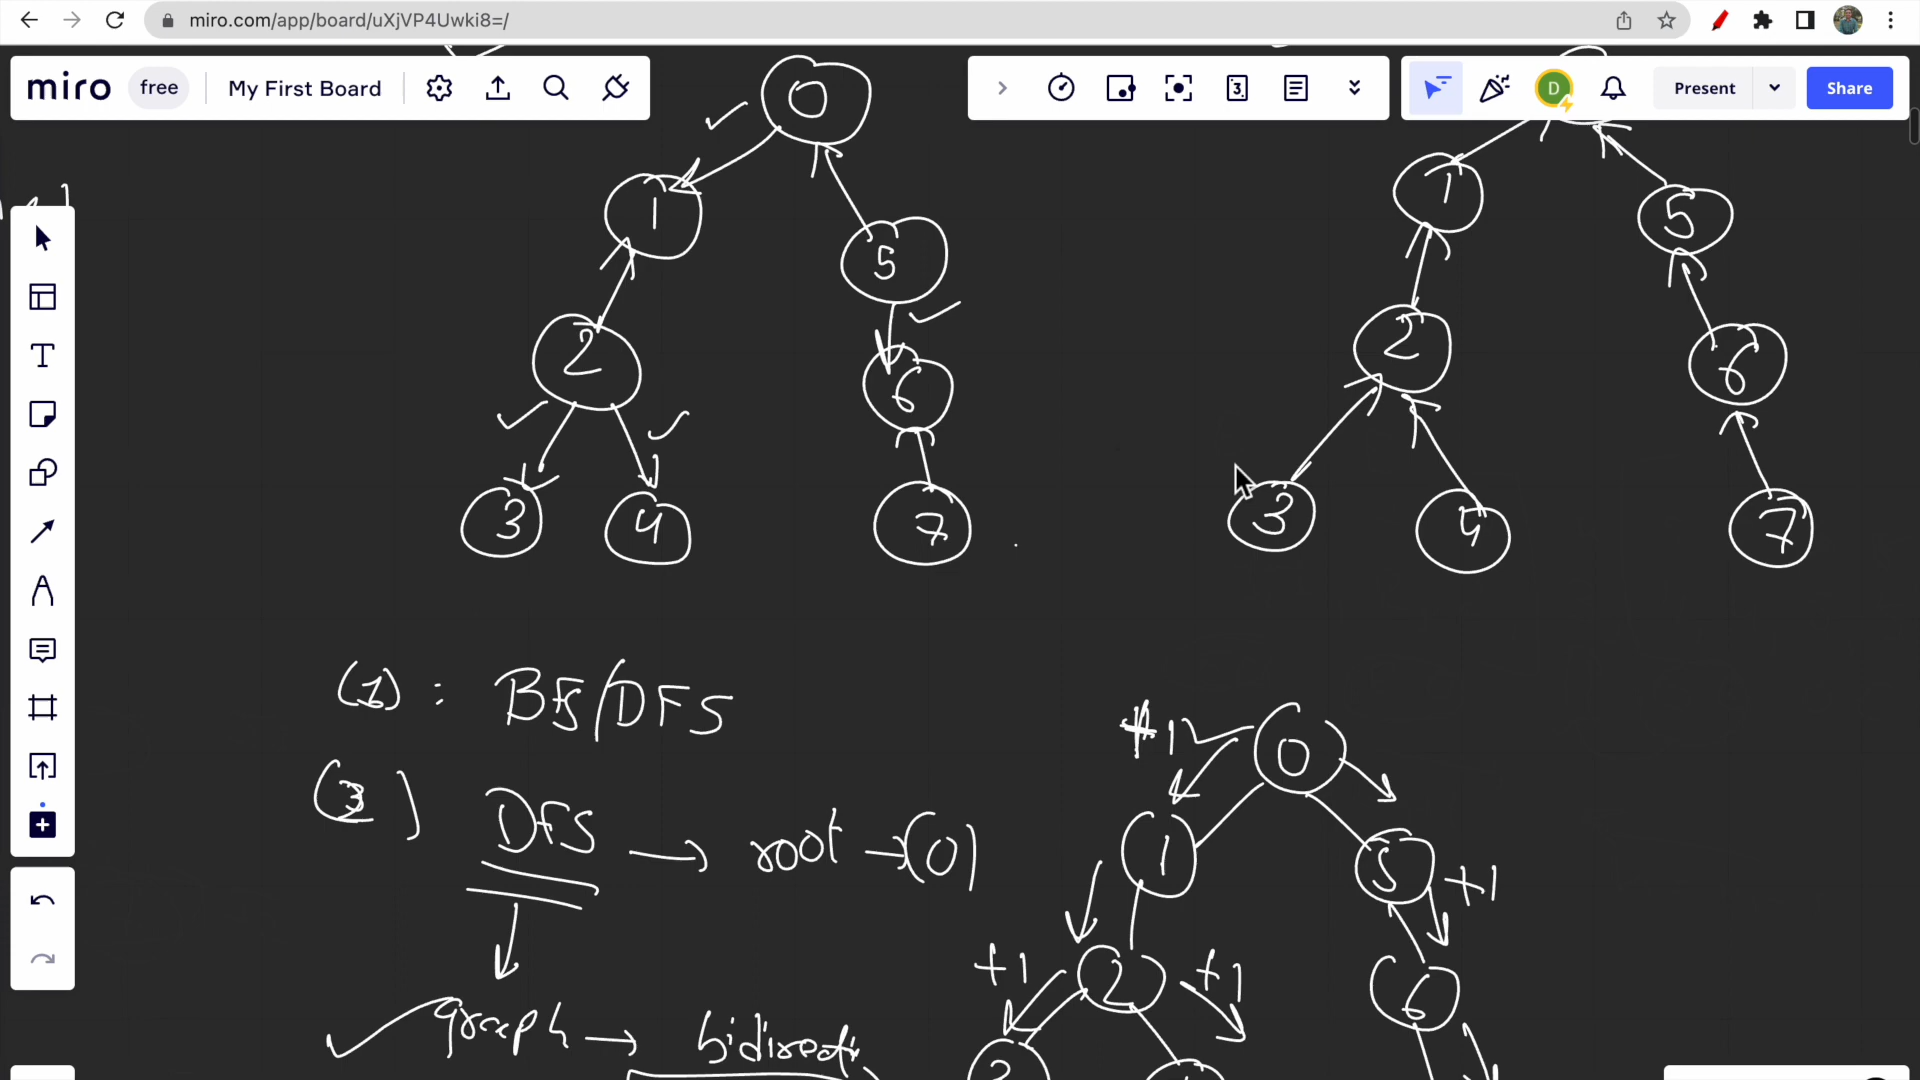 miro.com/app/board/uXjVP4Uwki8=/
miro free My First Board
3 D Present Share
0
1
5
2
6
3 4 7
1
5
2
6
3 4 7
(1) : BFS/DFS
DFS → root → (0)
graph →
0
1 5 +1
+1 2 +1
6